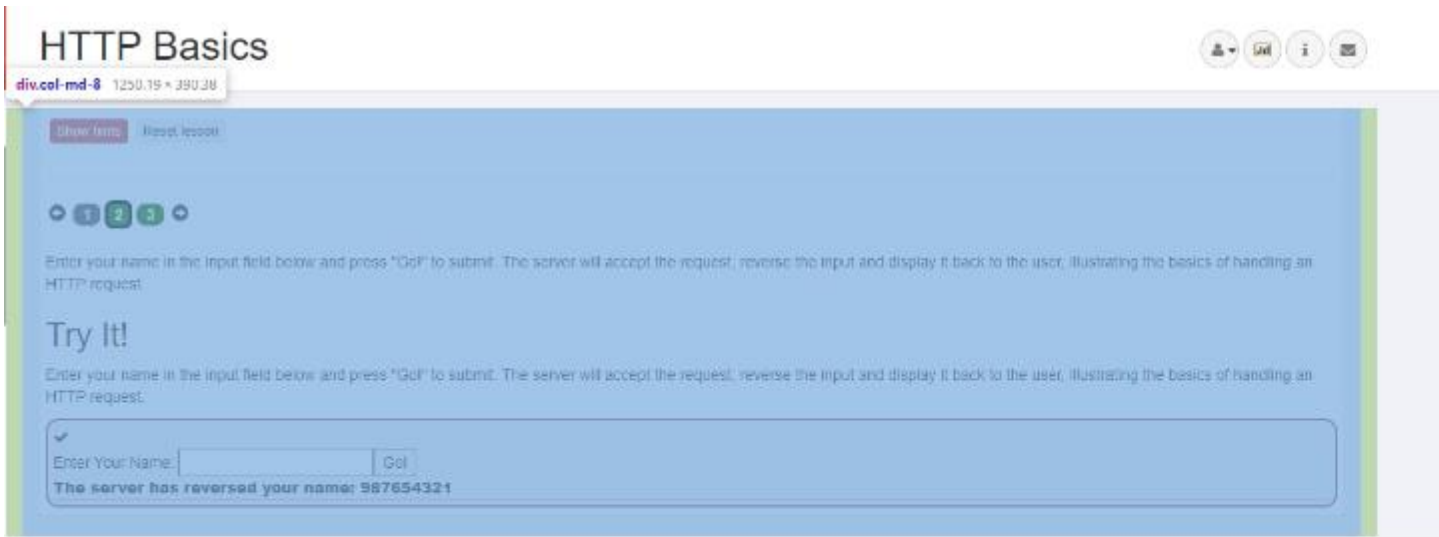 HTTP Basics
div.col-md-8 1250.19 × 390.38
Show hints Reset lesson
1 2 3
Enter your name in the input field below and press "Go!" to submit. The server will accept the request, reverse the input and display it back to the user, illustrating the basics of handling an
HTTP request.
Try It!
Enter your name in the input field below and press "Go!" to submit. The server will accept the request, reverse the input and display it back to the user, illustrating the basics of handling an
HTTP request.
Enter Your Name: Go!
The server has reversed your name: 987654321